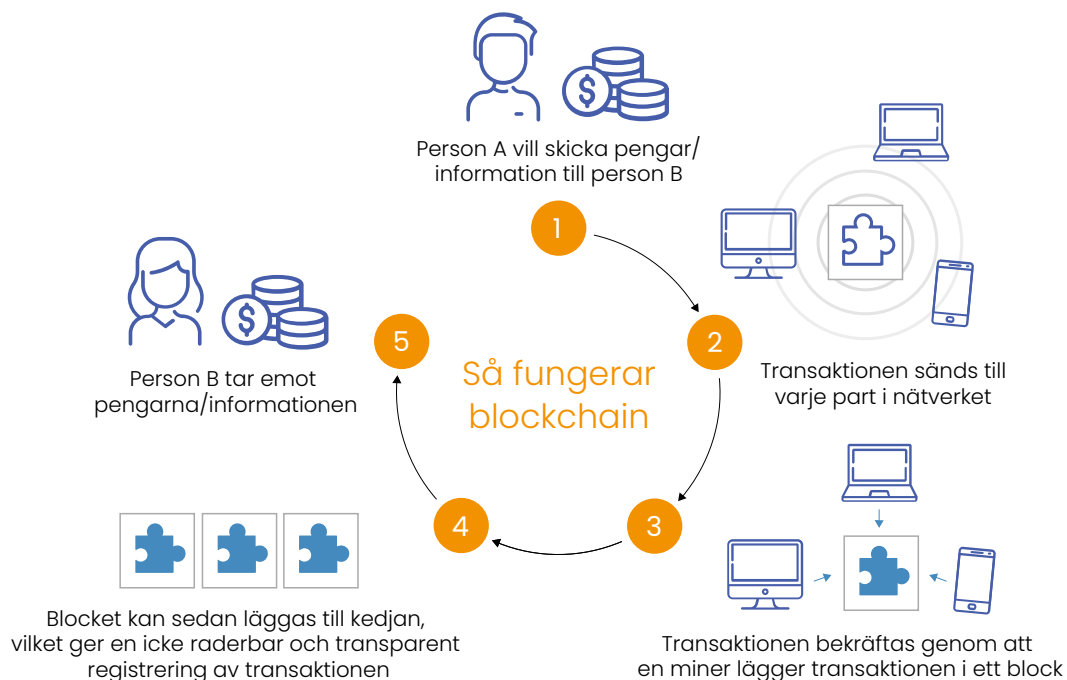 Person A vill skicka pengar/
information till person B
1
2
Transaktionen sänds till
varje part i nätverket
3
Transaktionen bekräftas genom att
en miner lägger transaktionen i ett block
4
Blocket kan sedan läggas till kedjan,
vilket ger en icke raderbar och transparent
registrering av transaktionen
5
Person B tar emot
pengarna/informationen
Så fungerar
blockchain
$
$